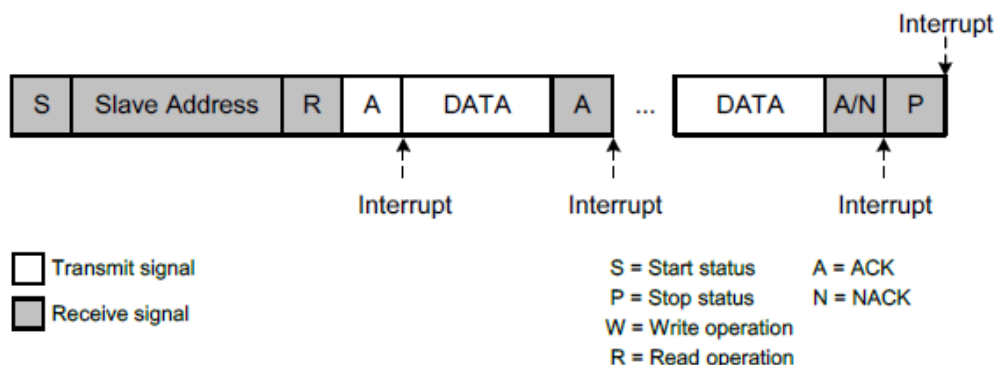 Interrupt
S Slave Address R A DATA A ... DATA A/N P
Interrupt Interrupt Interrupt
Transmit signal
Receive signal
S = Start status A = ACK
P = Stop status N = NACK
W = Write operation
R = Read operation